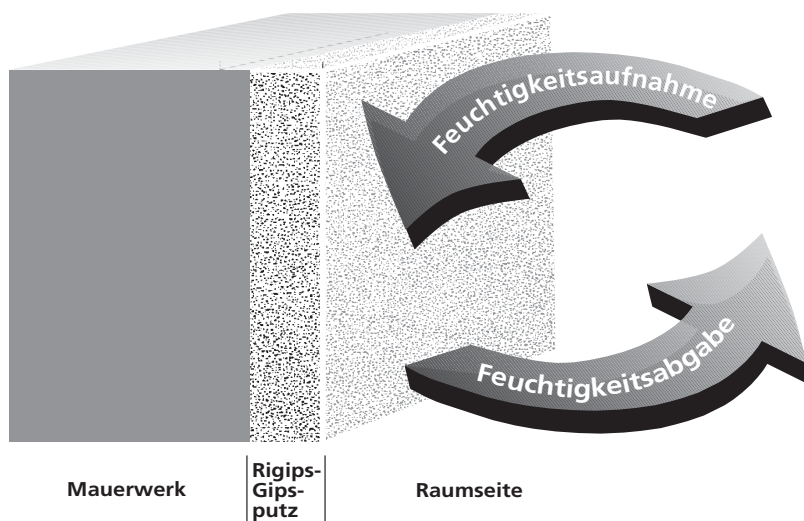 Feuchtigkeitsaufnahme
Feuchtigkeitsabgabe
Mauerwerk
Rigips-
Gips-
putz
Raumseite